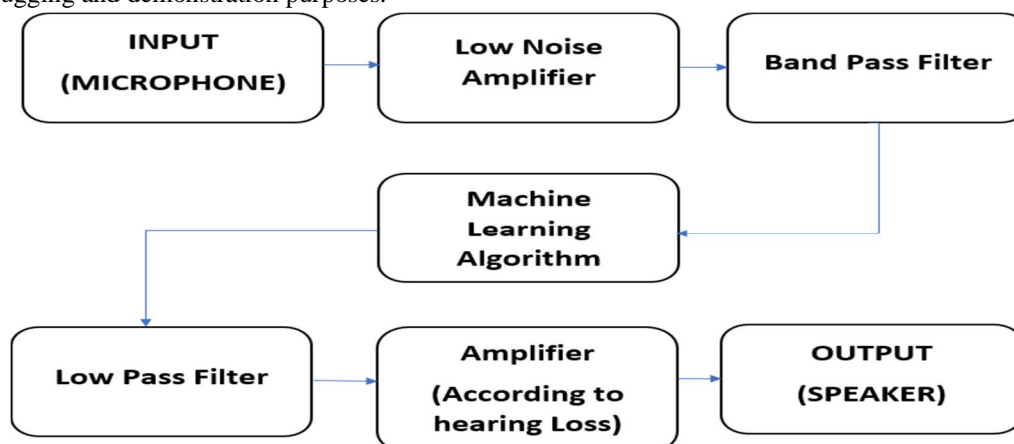 and demonstration purposes.
INPUT
(MICROPHONE)
Low Noise
Amplifier
Band Pass Filter
Machine
Learning
Algorithm
Low Pass Filter
Amplifier
(According to
hearing Loss)
OUTPUT
(SPEAKER)